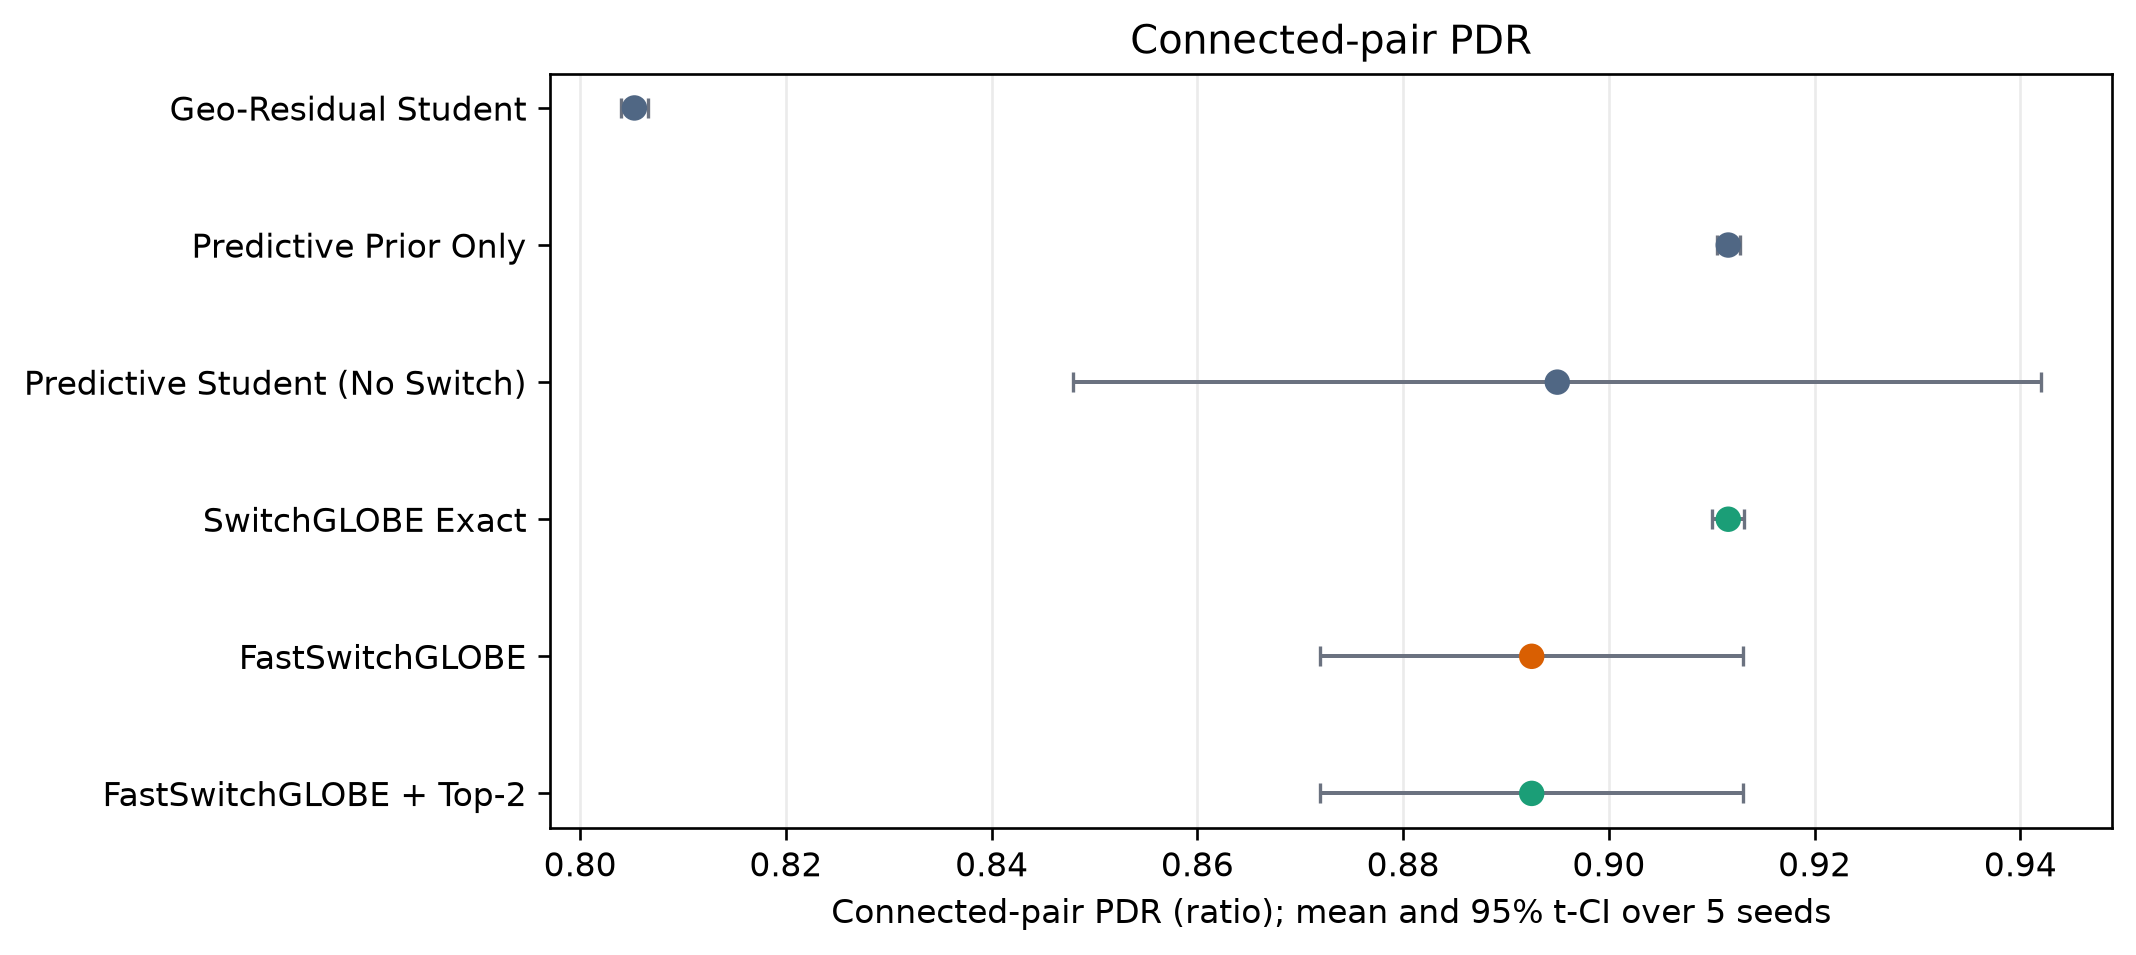 Connected-pair PDR
Geo-Residual Student
Predictive Prior Only
Predictive Student (No Switch)
SwitchGLOBE Exact
FastSwitchGLOBE
FastSwitchGLOBE + Top-2
0.80 0.82 0.84 0.86 0.88 0.90 0.92 0.94
Connected-pair PDR (ratio); mean and 95% t-CI over 5 seeds